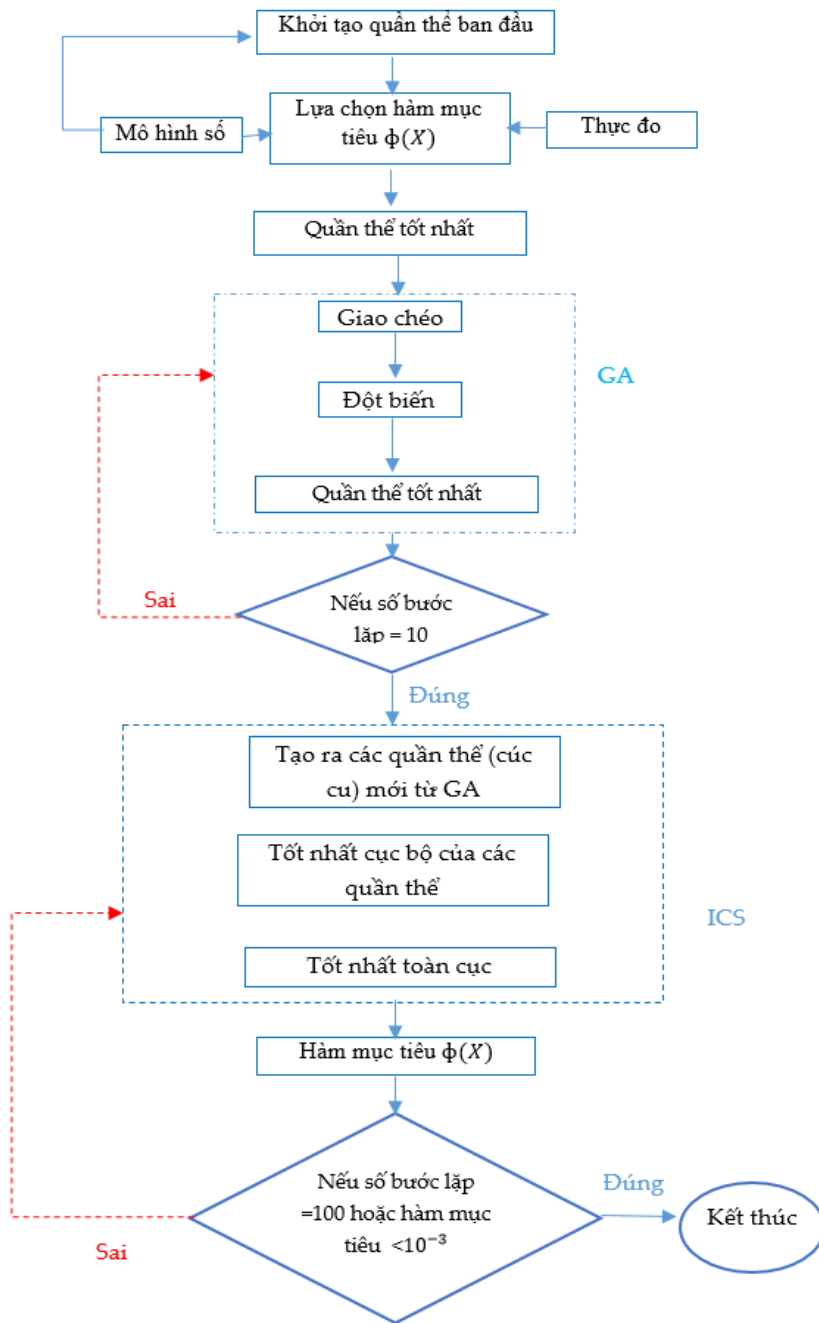 Khởi tạo quần thể ban đầu
Lựa chọn hàm mục
tiêu ϕ(X)
Mô hình số
Thực đo
Quần thể tốt nhất
Giao chéo
GA
Đột biến
Quần thể tốt nhất
Sai
Nếu số bước
lặp = 10
Đúng
Tạo ra các quần thể (cúc
cu) mới từ GA
Tốt nhất cục bộ của các
quần thể
ICS
Tốt nhất toàn cục
Hàm mục tiêu ϕ(X)
Nếu số bước lặp
=100 hoặc hàm mục
tiêu <10⁻³
Đúng
Kết thúc
Sai